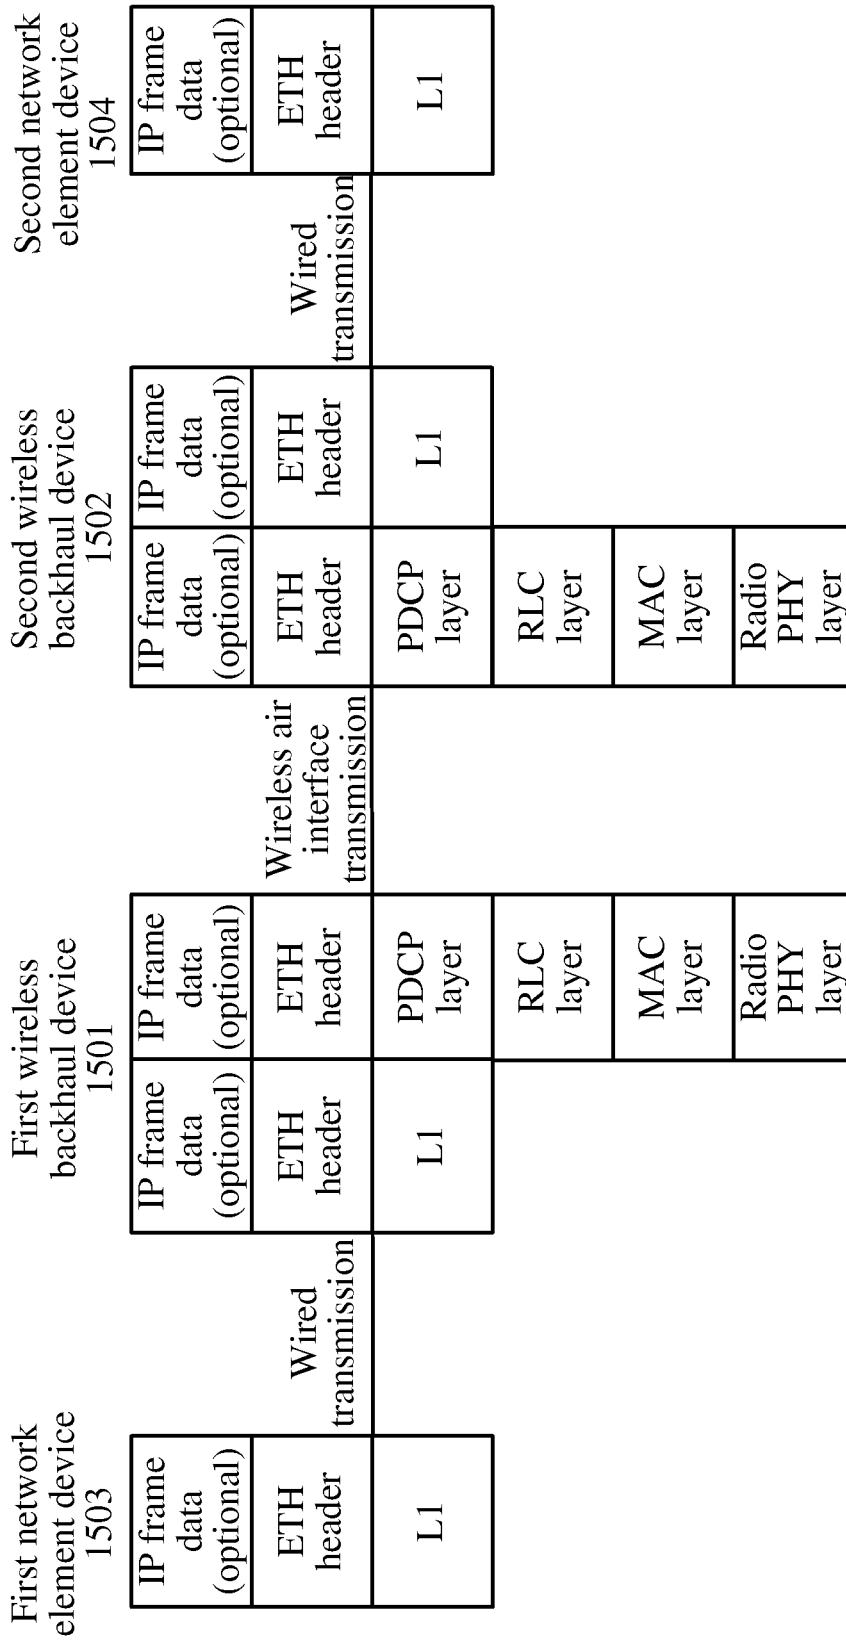 First network
element device
1503
IP frame
data
(optional)
ETH
header
L1
Wired
transmission
First wireless
backhaul device
1501
IP frame
data
(optional)
ETH
header
L1
IP frame
data
(optional)
ETH
header
PDCP
layer
RLC
layer
MAC
layer
Radio
PHY
layer
Wireless air
interface
transmission
Second wireless
backhaul device
1502
IP frame
data
(optional)
ETH
header
PDCP
layer
RLC
layer
MAC
layer
Radio
PHY
layer
IP frame
data
(optional)
ETH
header
L1
Wired
transmission
Second network
element device
1504
IP frame
data
(optional)
ETH
header
L1